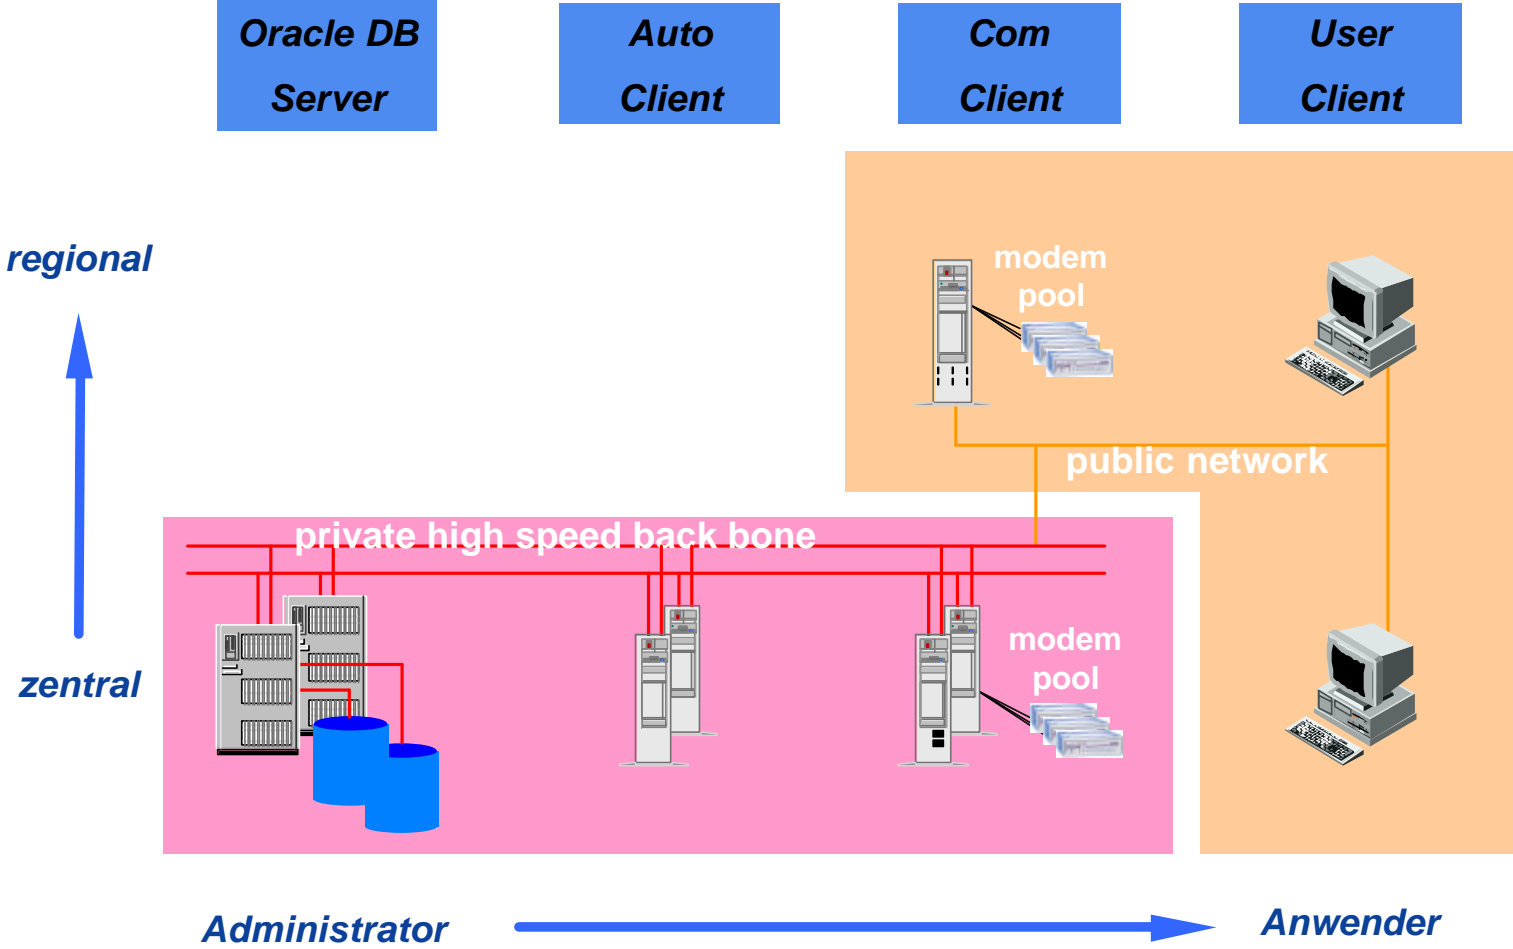 Oracle DB
Server
Auto
Client
Com
Client
User
Client
regional
modem
pool
public network
private high speed back bone
zentral
modem
pool
Administrator
Anwender